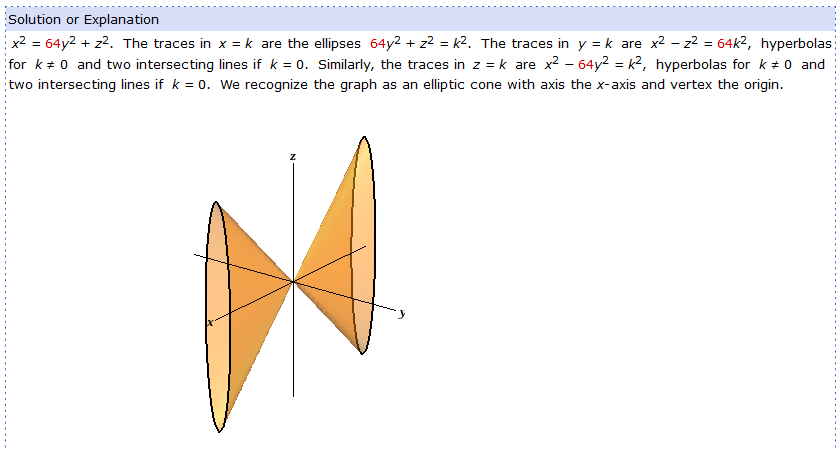 Solution or Explanation
x² = 64y² + z². The traces in x = k are the ellipses 64y² + z² = k². The traces in y = k are x² − z² = 64k², hyperbolas
for k ≠ 0 and two intersecting lines if k = 0. Similarly, the traces in z = k are x² − 64y² = k², hyperbolas for k ≠ 0 and
two intersecting lines if k = 0. We recognize the graph as an elliptic cone with axis the x-axis and vertex the origin.
z
y
x